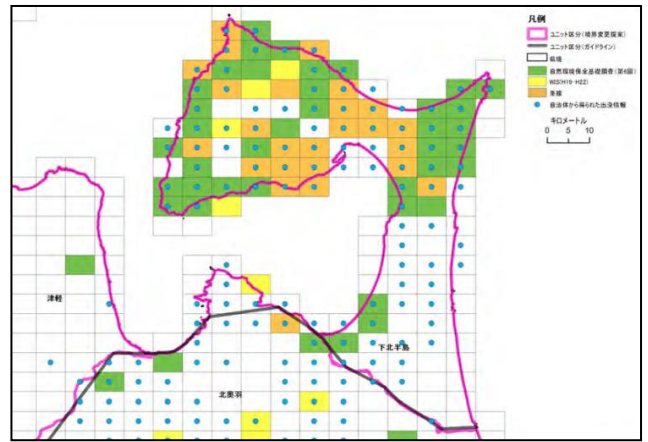 凡例
ユニット区分(境界変更提案)
ユニット区分(ガイドライン)
県境
自然環境保全基礎調査(第6回)
WIS(H19-H22)
自治体から得られた出没情報
キロメートル
0 5 10
津軽
下北半島
北奥羽